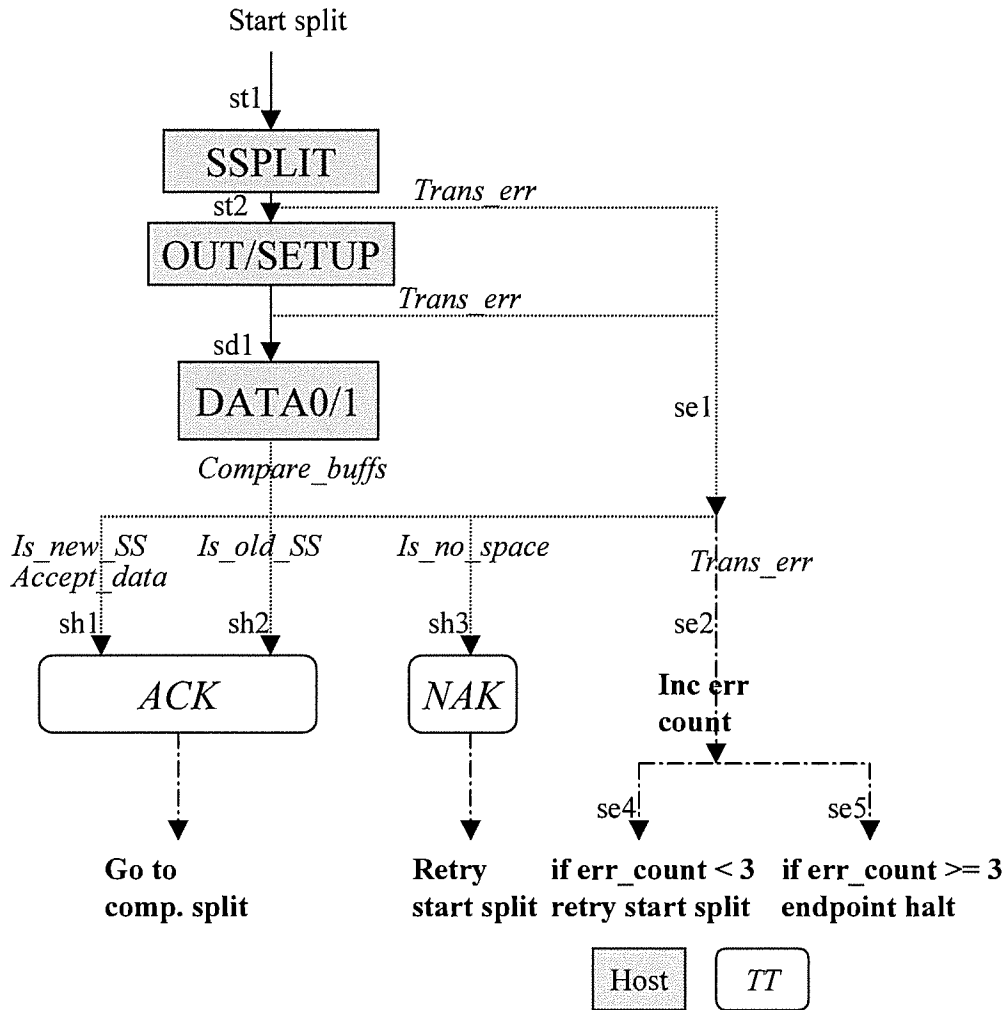 Start split
st1
SSPLIT
Trans_err
st2
OUT/SETUP
Trans_err
sd1
DATA0/1
se1
Compare_buffs
Is_new_SS
Is_old_SS
Is_no_space
Accept_data
Trans_err
sh1
sh2
sh3
se2
ACK
NAK
Inc err
count
se4
se5
Go to
comp. split
Retry
start split
if err_count < 3
retry start split
if err_count >= 3
endpoint halt
Host
TT